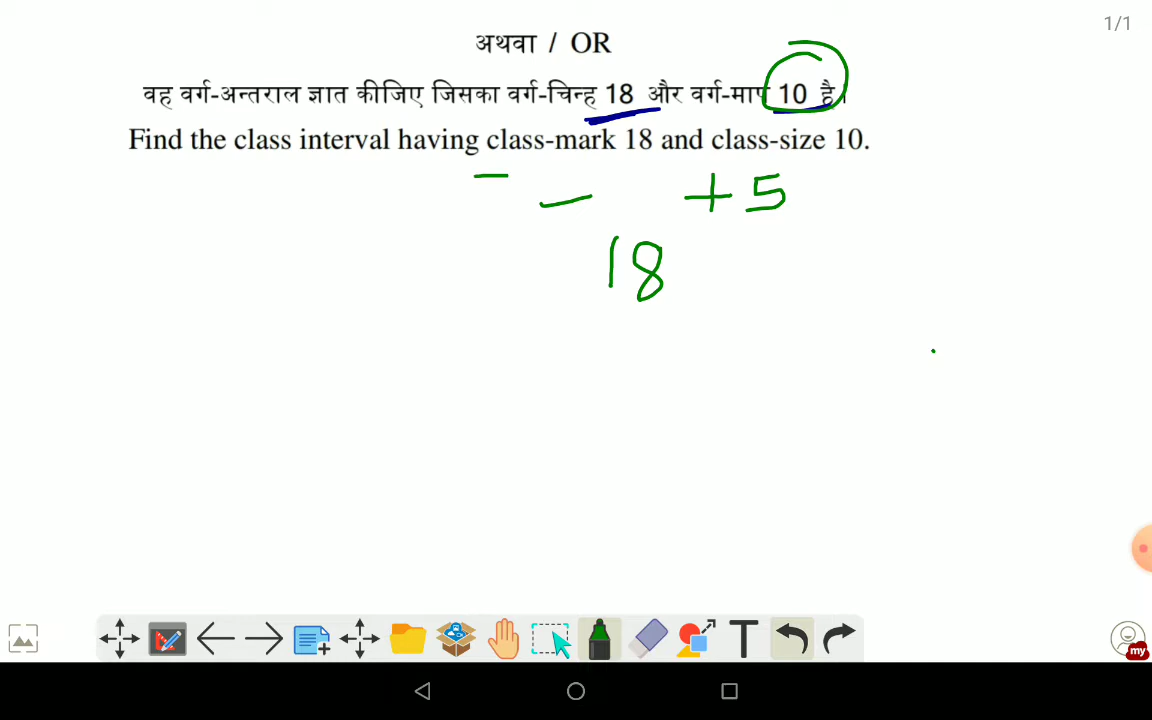 1/1
अथवा / OR
वह वर्ग-अन्तराल ज्ञात कीजिए जिसका वर्ग-चिन्ह 18 और वर्ग-माप 10 है।
Find the class interval having class-mark 18 and class-size 10.
- - + 5
18
T
my